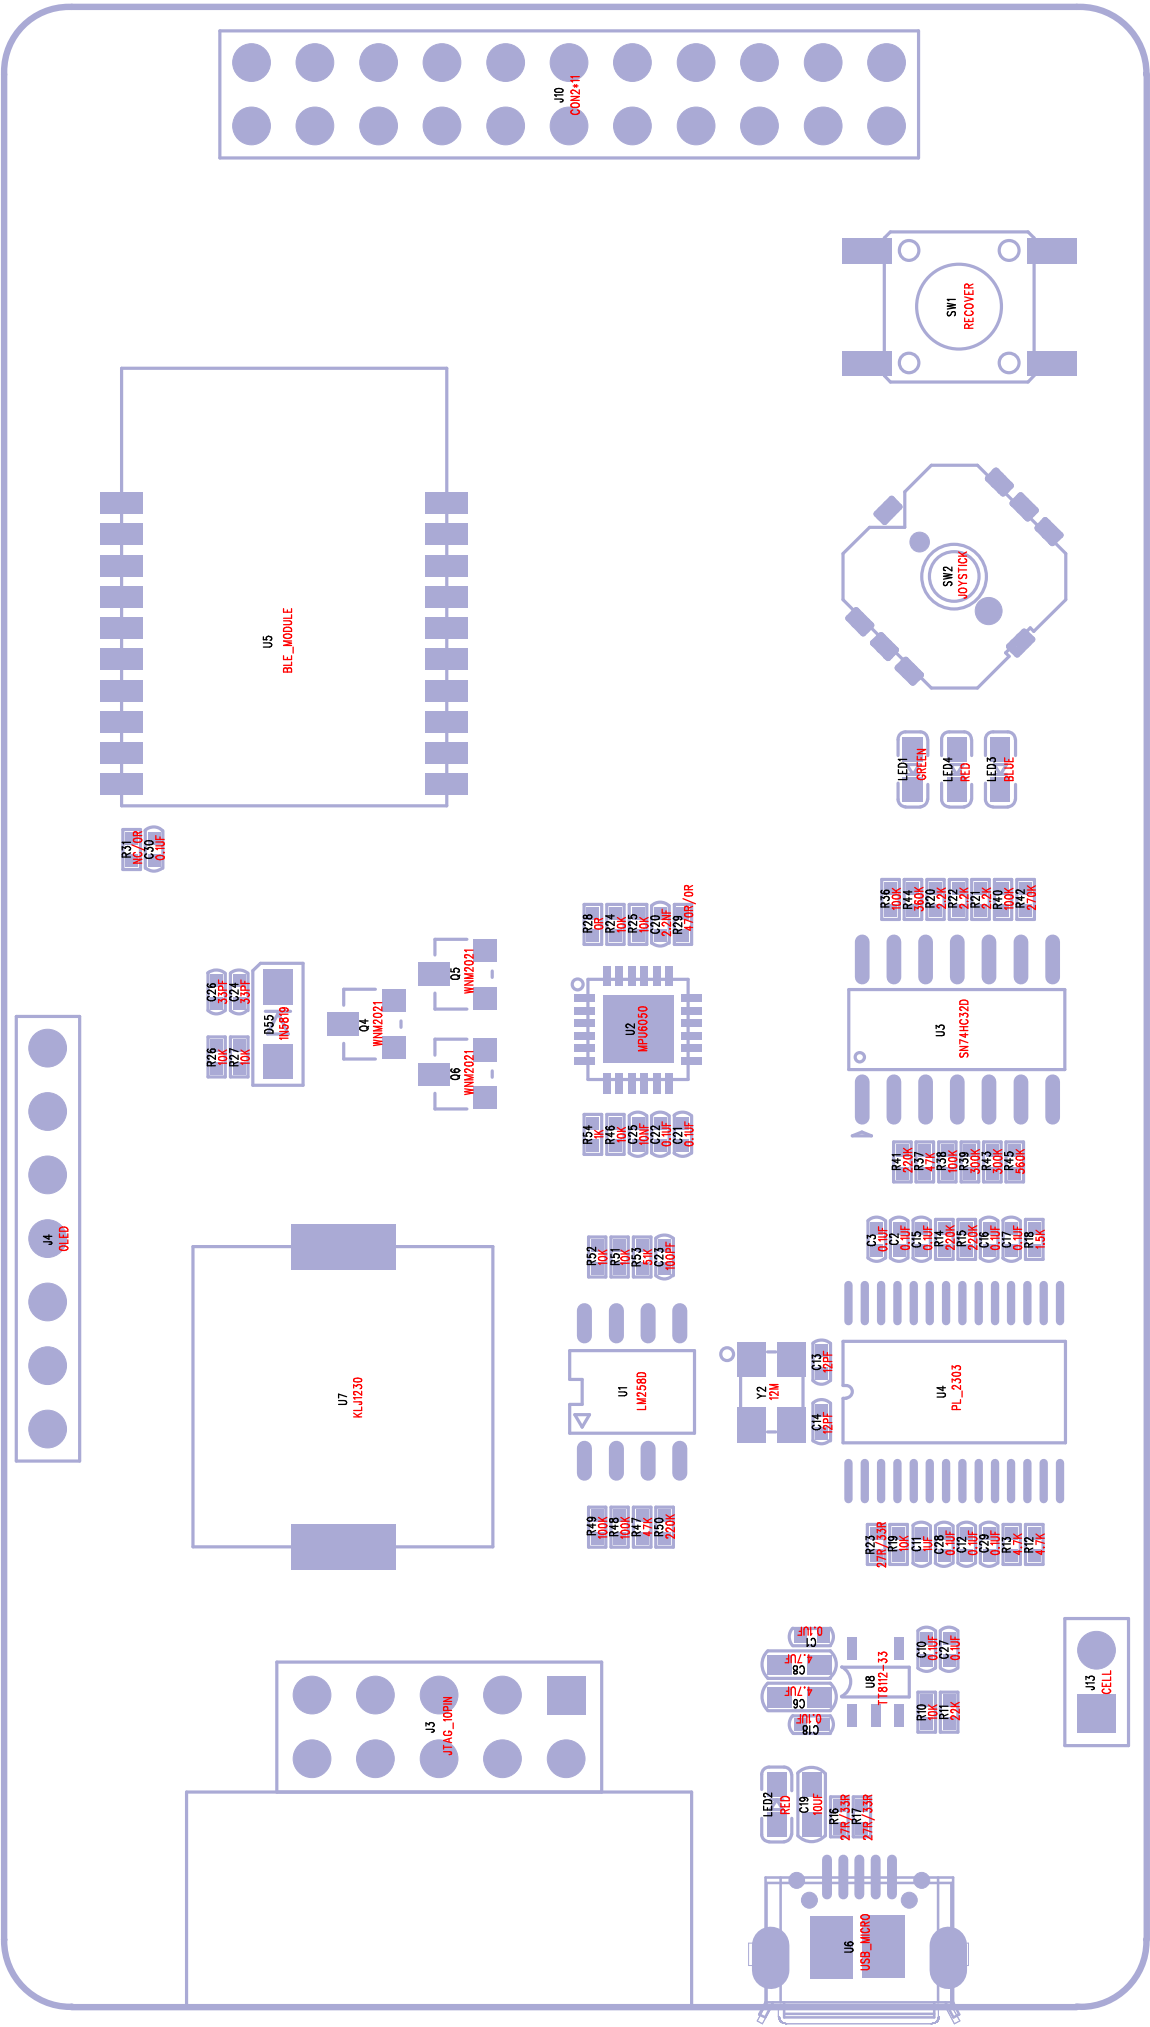 J10
CON2*11
SW1
RECOVER
SW2
JOYSTICK
U5
BLE_MODULE
LED1
GREEN
LED4
RED
LED3
BLUE
R31
NC/0R
C30
0.1UF
R36
100K
R44
360K
R20
2.2K
R22
2.2K
R21
2.2K
R40
100K
R42
270K
R28
0R
R24
10K
R25
10K
C20
2.2NF
R29
470R/0R
C26
33PF
C24
33PF
D55
1N5819
Q4
WNM2021
Q5
WNM2021
Q6
WNM2021
U2
MPU6050
U3
SN74HC32D
R26
10K
R27
10K
R54
1K
R46
10K
C25
10NF
C22
0.1UF
C21
0.1UF
R41
220K
R37
47K
R38
100K
R39
300K
R43
300K
R45
560K
J4
OLED
C3
0.1UF
C2
0.1UF
C15
0.1UF
R14
220K
R15
220K
C16
0.1UF
C17
0.1UF
R18
1.5K
R52
10K
R51
10K
R53
51K
C23
100PF
U7
KLJ1230
U1
LM258D
Y2
12M
C13
12PF
C14
12PF
U4
PL_2303
R49
100K
R48
100K
R47
47K
R50
220K
R23
27R/33R
R19
10K
C11
1UF
C28
0.1UF
C12
0.1UF
C29
0.1UF
R13
4.7K
R12
4.7K
C1
0.1UF
C8
4.7UF
C6
4.7UF
C18
0.1UF
U8
TT8112-33
C10
0.1UF
C27
0.1UF
R10
10K
R11
22K
J13
CELL
J3
JTAG_10PIN
LED2
RED
C19
10UF
R16
27R/33R
R17
27R/33R
U6
USB_MICRO